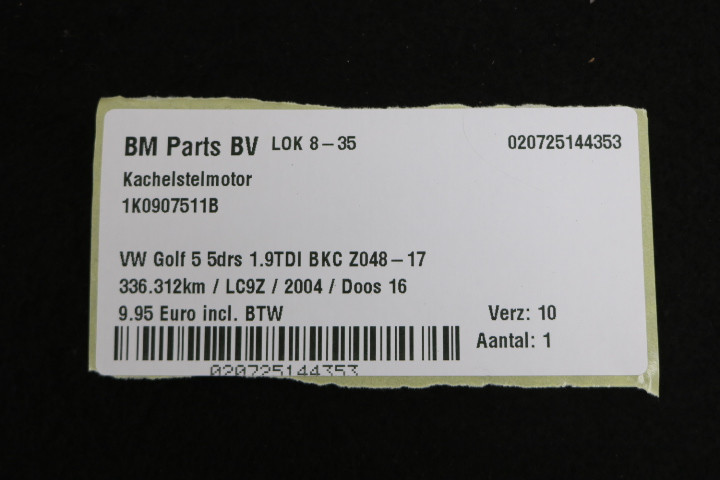 BM Parts BV LOK 8-35 020725144353
Kachelstelmotor
1K0907511B
VW Golf 5 5drs 1.9TDI BKC Z048-17
336.312km / LC9Z / 2004 / Doos 16
9.95 Euro incl. BTW Verz: 10
Aantal: 1
020725144353